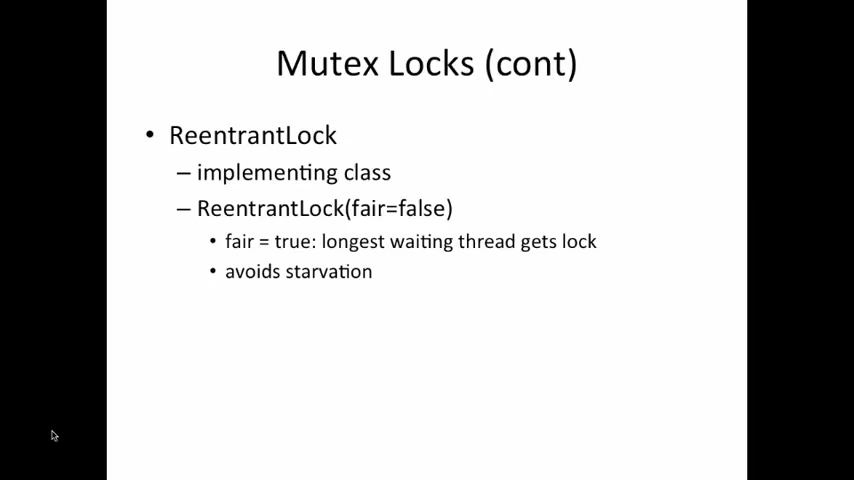 Mutex Locks (cont)
• ReentrantLock
– implementing class
– ReentrantLock(fair=false)
• fair = true: longest waiting thread gets lock
• avoids starvation